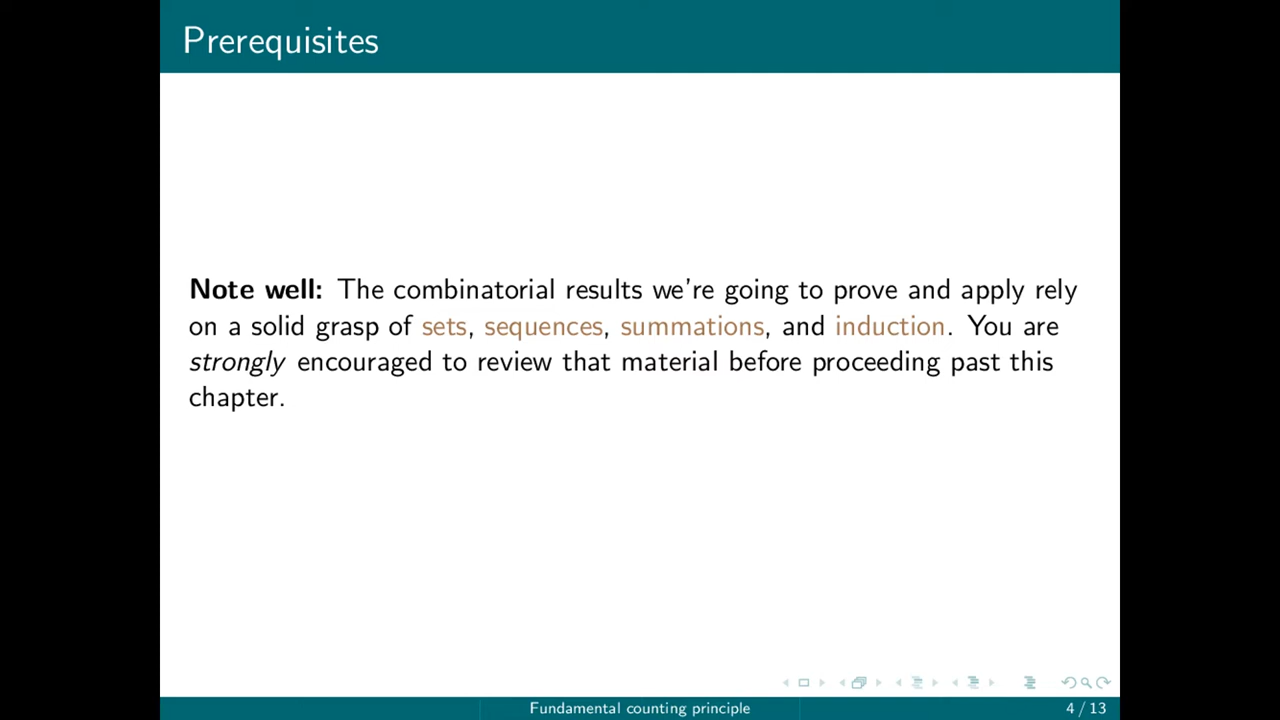 Prerequisites
Note well: The combinatorial results we're going to prove and apply rely
on a solid grasp of sets, sequences, summations, and induction. You are
strongly encouraged to review that material before proceeding past this
chapter.
Fundamental counting principle
4 / 13